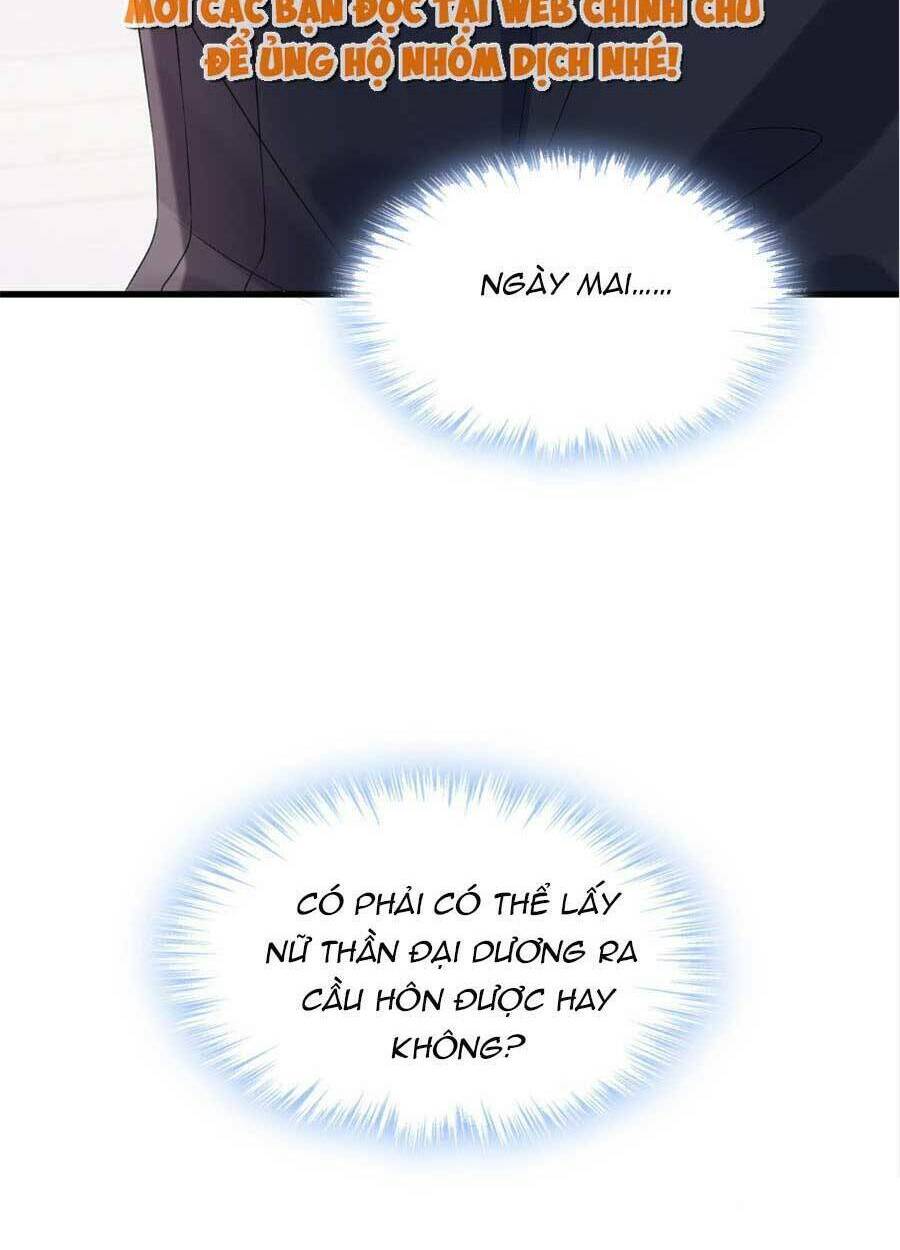 MỜI CÁC BẠN ĐỌC TẠI WEB CHÍNH CHỦ
ĐỂ ỦNG HỘ NHÓM DỊCH NHÉ!
NGÀY MAI......
CÓ PHẢI CÓ THỂ LẤY
NỮ THẦN ĐẠI DƯƠNG RA
CẦU HÔN ĐƯỢC HAY
KHÔNG?